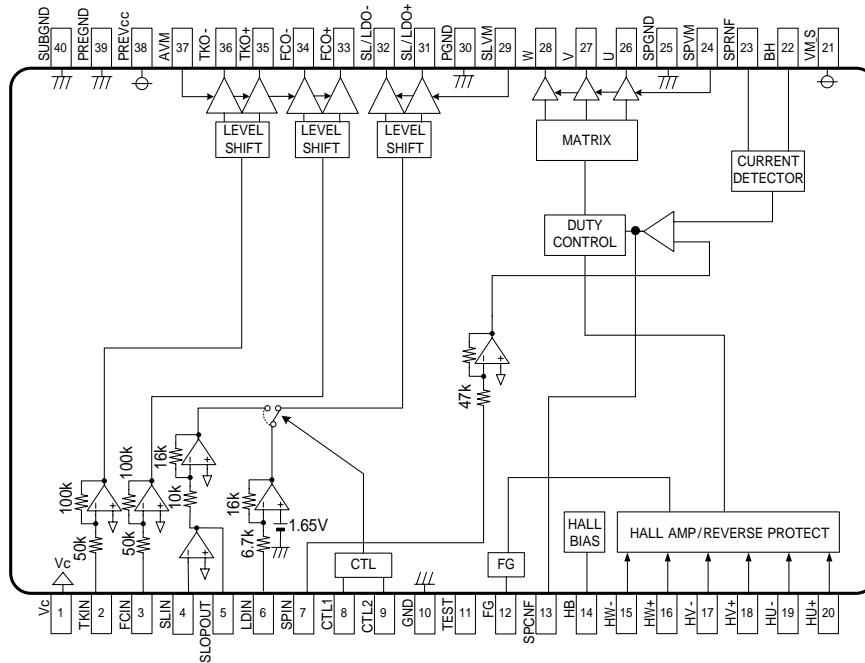 SUBGND
PREGND
PREVcc
AVM
TKO-
TKO+
FCO-
FCO+
SL/LDO-
SL/LDO+
PGND
SLVM
W
V
U
SPGND
SPVM
SPRNF
BH
VM_S
40
39
38
37
36
35
34
33
32
31
30
29
28
27
26
25
24
23
22
21
LEVEL
SHIFT
LEVEL
SHIFT
LEVEL
SHIFT
MATRIX
CURRENT
DETECTOR
DUTY
CONTROL
47k
16k
10k
100k
50k
100k
50k
16k
6.7k
1.65V
CTL
FG
HALL
BIAS
HALL AMP/REVERSE PROTECT
Vc
1
2
3
4
5
6
7
8
9
10
11
12
13
14
15
16
17
18
19
20
Vc
TKIN
FCIN
SLIN
SLOPOUT
LDIN
SPIN
CTL1
CTL2
GND
TEST
FG
SPCNF
HB
HW-
HW+
HV-
HV+
HU-
HU+